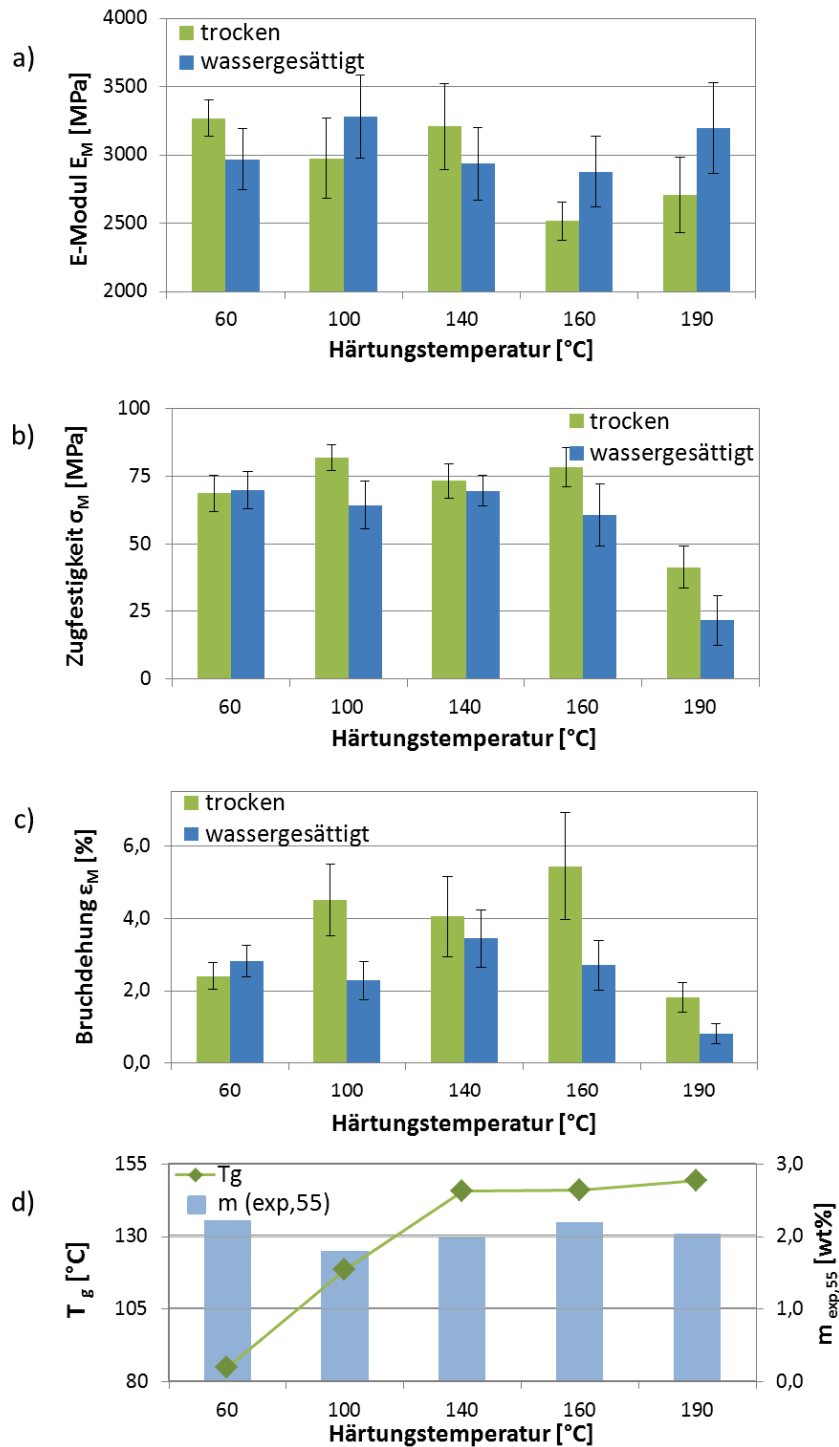 a)
E-Modul E_M [MPa]
4000
3500
3000
2500
2000
trocken
wassergesättigt
60 100 140 160 190
Härtungstemperatur [°C]
b)
Zugfestigkeit σ_M [MPa]
100
75
50
25
0
trocken
wassergesättigt
60 100 140 160 190
Härtungstemperatur [°C]
c)
Bruchdehung ε_M [%]
6,0
4,0
2,0
0,0
trocken
wassergesättigt
60 100 140 160 190
Härtungstemperatur [°C]
d)
T_g [°C]
155
130
105
80
Tg
m (exp,55)
3,0
2,0
1,0
0,0
m_exp,55 [wt%]
60 100 140 160 190
Härtungstemperatur [°C]